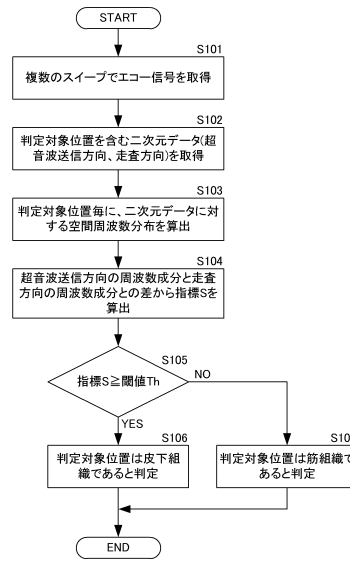 START
S101
複数のスイープでエコー信号を取得
S102
判定対象位置を含む二次元データ(超
音波送信方向、走査方向)を取得
S103
判定対象位置毎に、二次元データに対
する空間周波数分布を算出
S104
超音波送信方向の周波数成分と走査
方向の周波数成分との差から指標Sを
算出
S105
指標S≧閾値Th
NO
YES
S106
判定対象位置は皮下組
織であると判定
S10
判定対象位置は筋組織で
あると判定
END